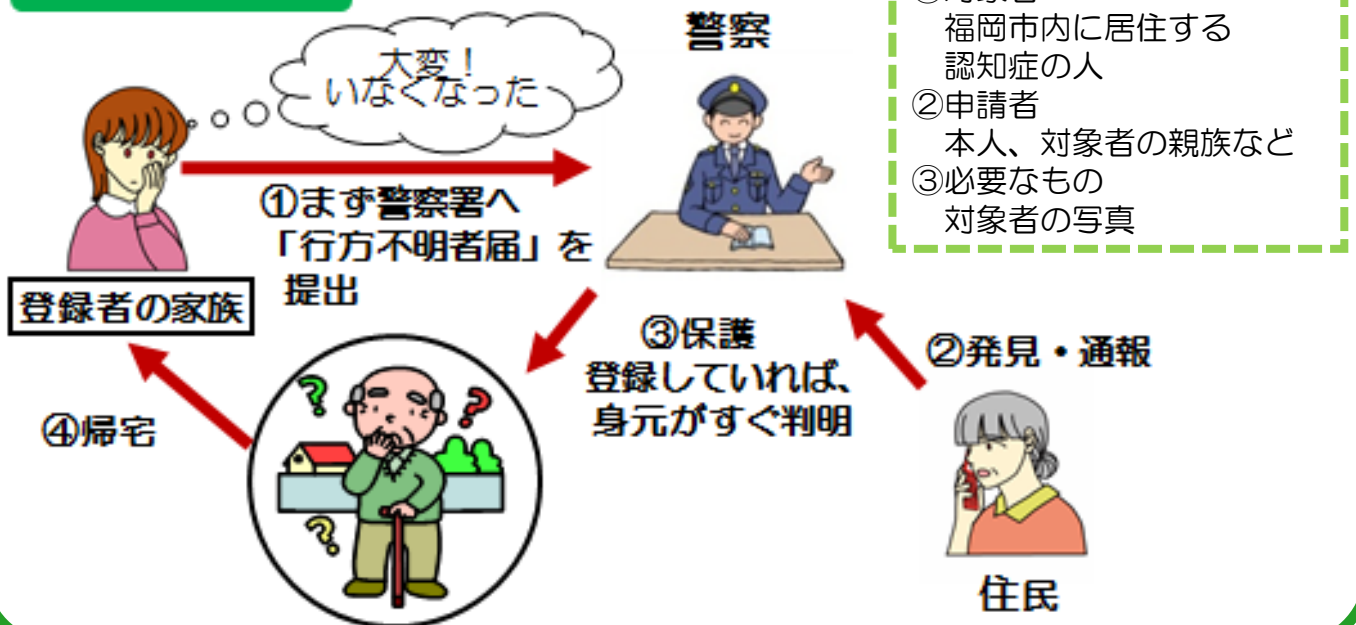 警察
大変！
いなくなった
①まず警察署へ
「行方不明者届」を
提出
登録者の家族
③保護
登録していれば、
身元がすぐ判明
②発見・通報
④帰宅
住民
福岡市内に居住する
認知症の人
②申請者
本人、対象者の親族など
③必要なもの
対象者の写真